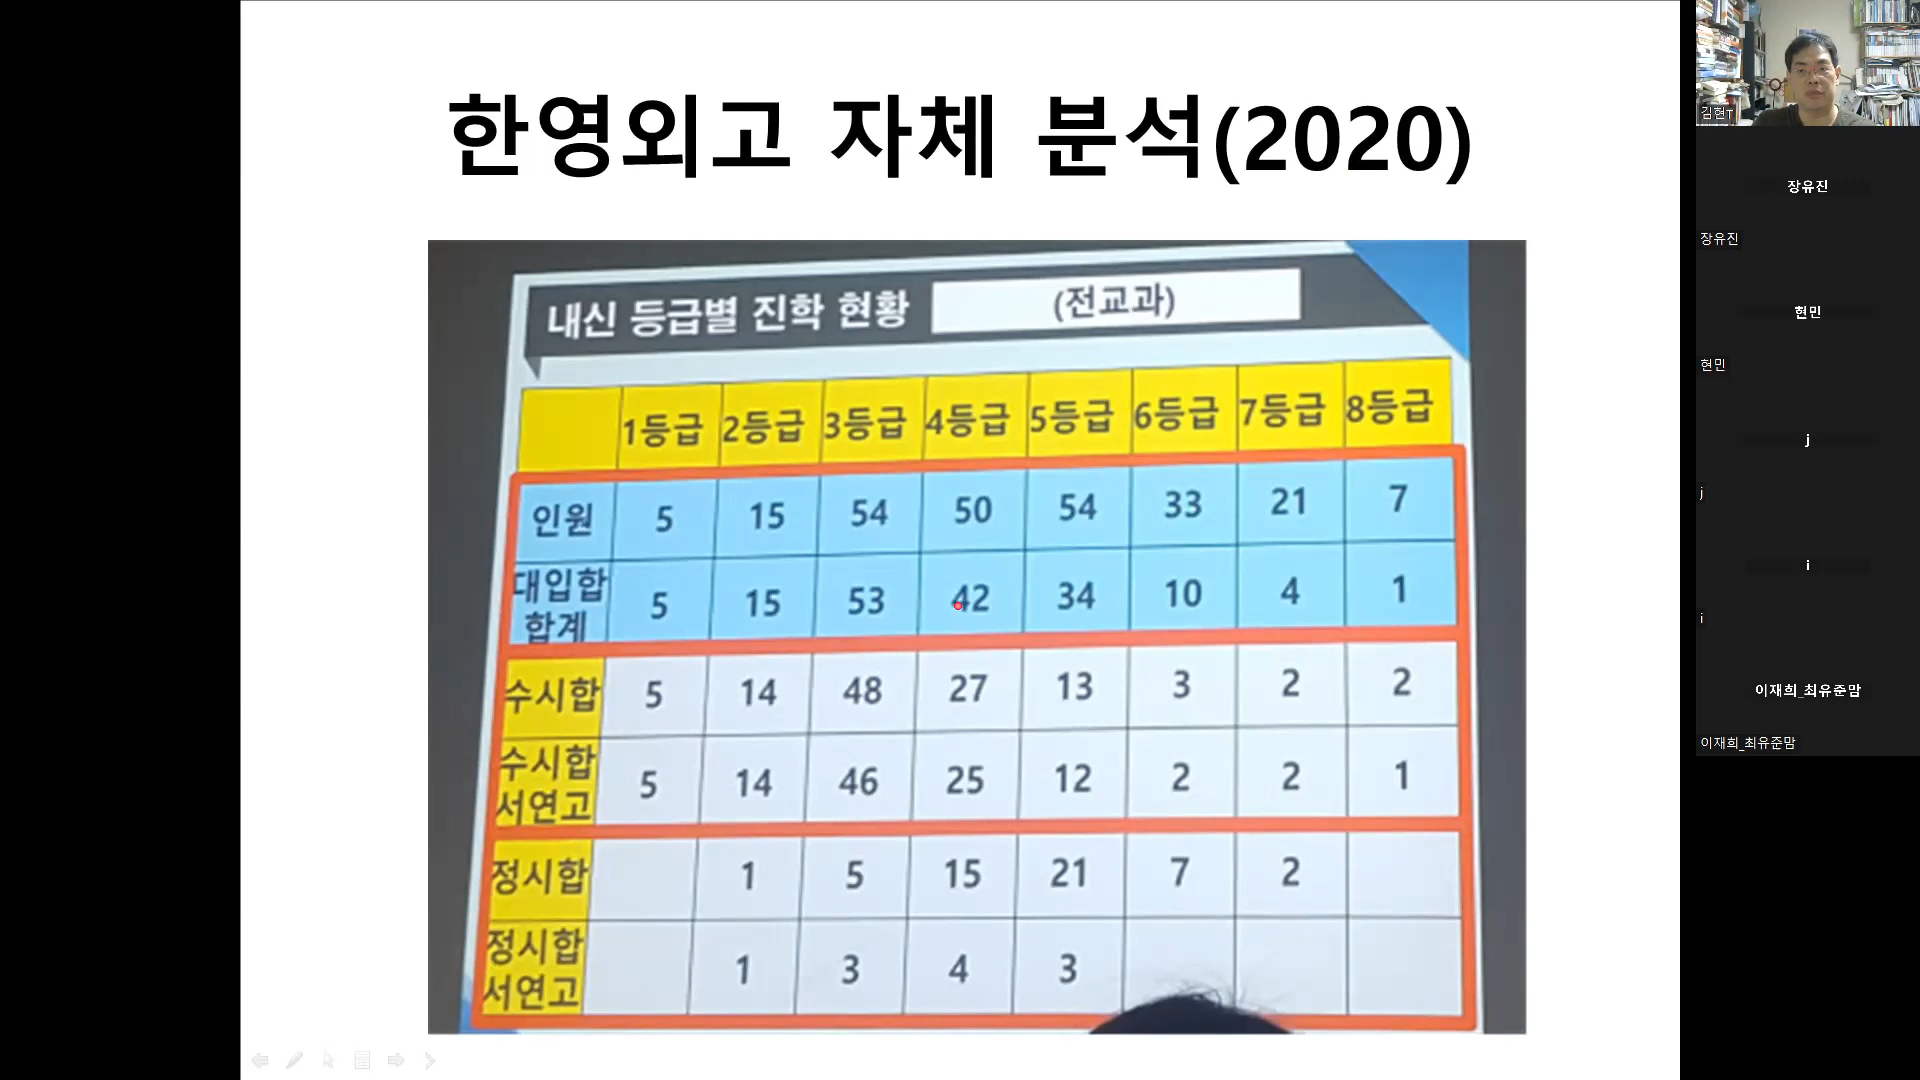 한영외고 자체 분석(2020)
내신 등급별 진학 현황 (전교과)
1등급 2등급 3등급 4등급 5등급 6등급 7등급 8등급
인원 5 15 54 50 54 33 21 7
대입합
합계 5 15 53 42 34 10 4 1
수시합 5 14 48 27 13 3 2 2
수시합
서연고 5 14 46 25 12 2 2 1
정시합 1 5 15 21 7 2
정시합
서연고 1 3 4 3
김현T
장유진
장유진
현민
현민
j
j
i
i
이재희_최유준맘
이재희_최유준맘